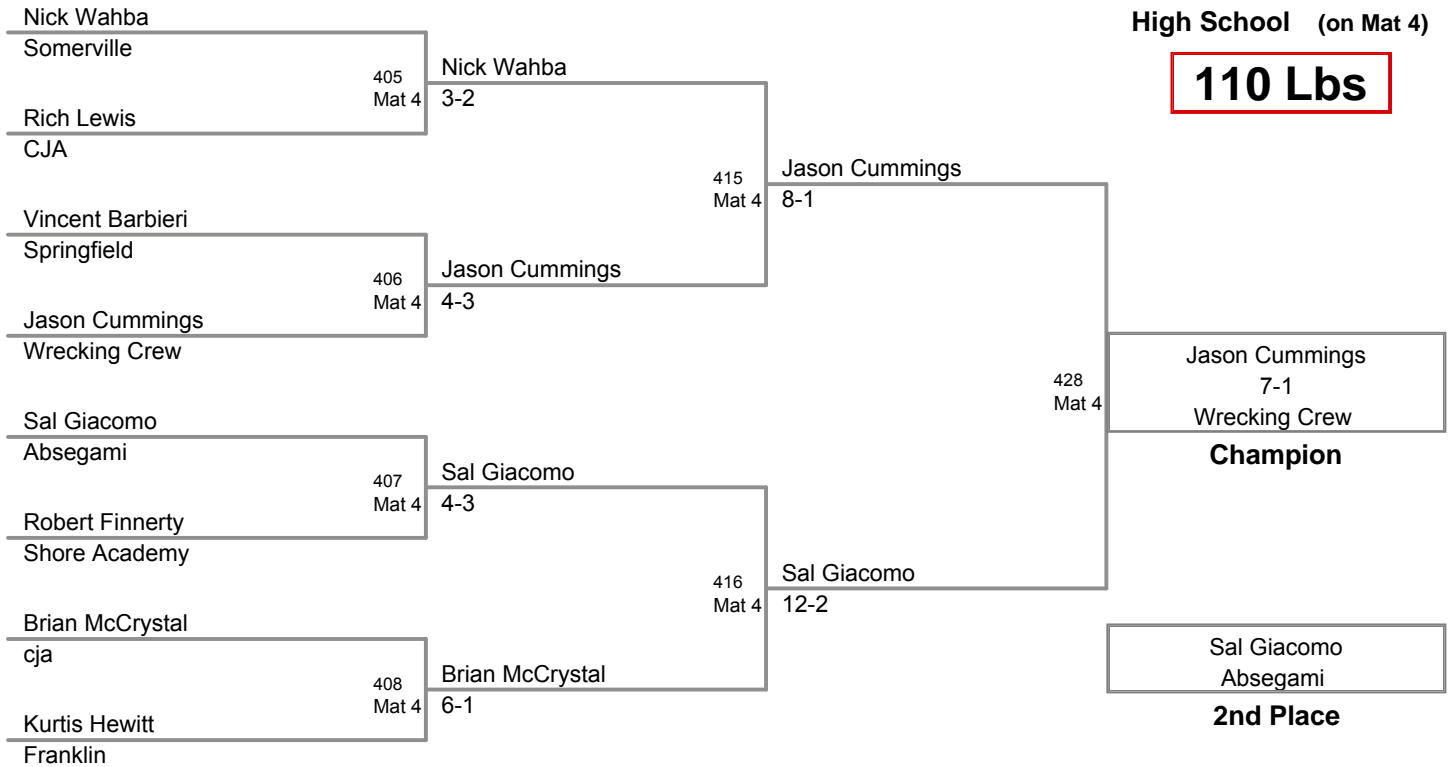 High School (on Mat 4)
110 Lbs
Nick Wahba
Somerville
405
Mat 4
Rich Lewis
CJA
Nick Wahba
3-2
Vincent Barbieri
Springfield
406
Mat 4
Jason Cummings
Wrecking Crew
Jason Cummings
4-3
415
Mat 4
Jason Cummings
8-1
Sal Giacomo
Absegami
407
Mat 4
Robert Finnerty
Shore Academy
Sal Giacomo
4-3
Brian McCrystal
cja
408
Mat 4
Kurtis Hewitt
Franklin
Brian McCrystal
6-1
416
Mat 4
Sal Giacomo
12-2
428
Mat 4
Jason Cummings
7-1
Wrecking Crew
Champion
Sal Giacomo
Absegami
2nd Place